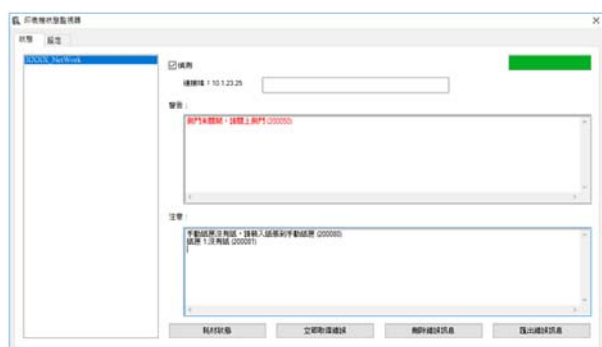 印表機狀態監視器
狀態 設定
XXXX_NetWork
偵測
連接埠：10.1.23.25
警告：
側門未關閉，請關上側門 (200050)
注意：
手動紙匣沒有紙，請裝入紙張到手動紙匣 (200080)
紙匣 1 沒有紙 (200081)
耗材狀態 立即取得錯誤 刪除錯誤訊息 匯出錯誤訊息